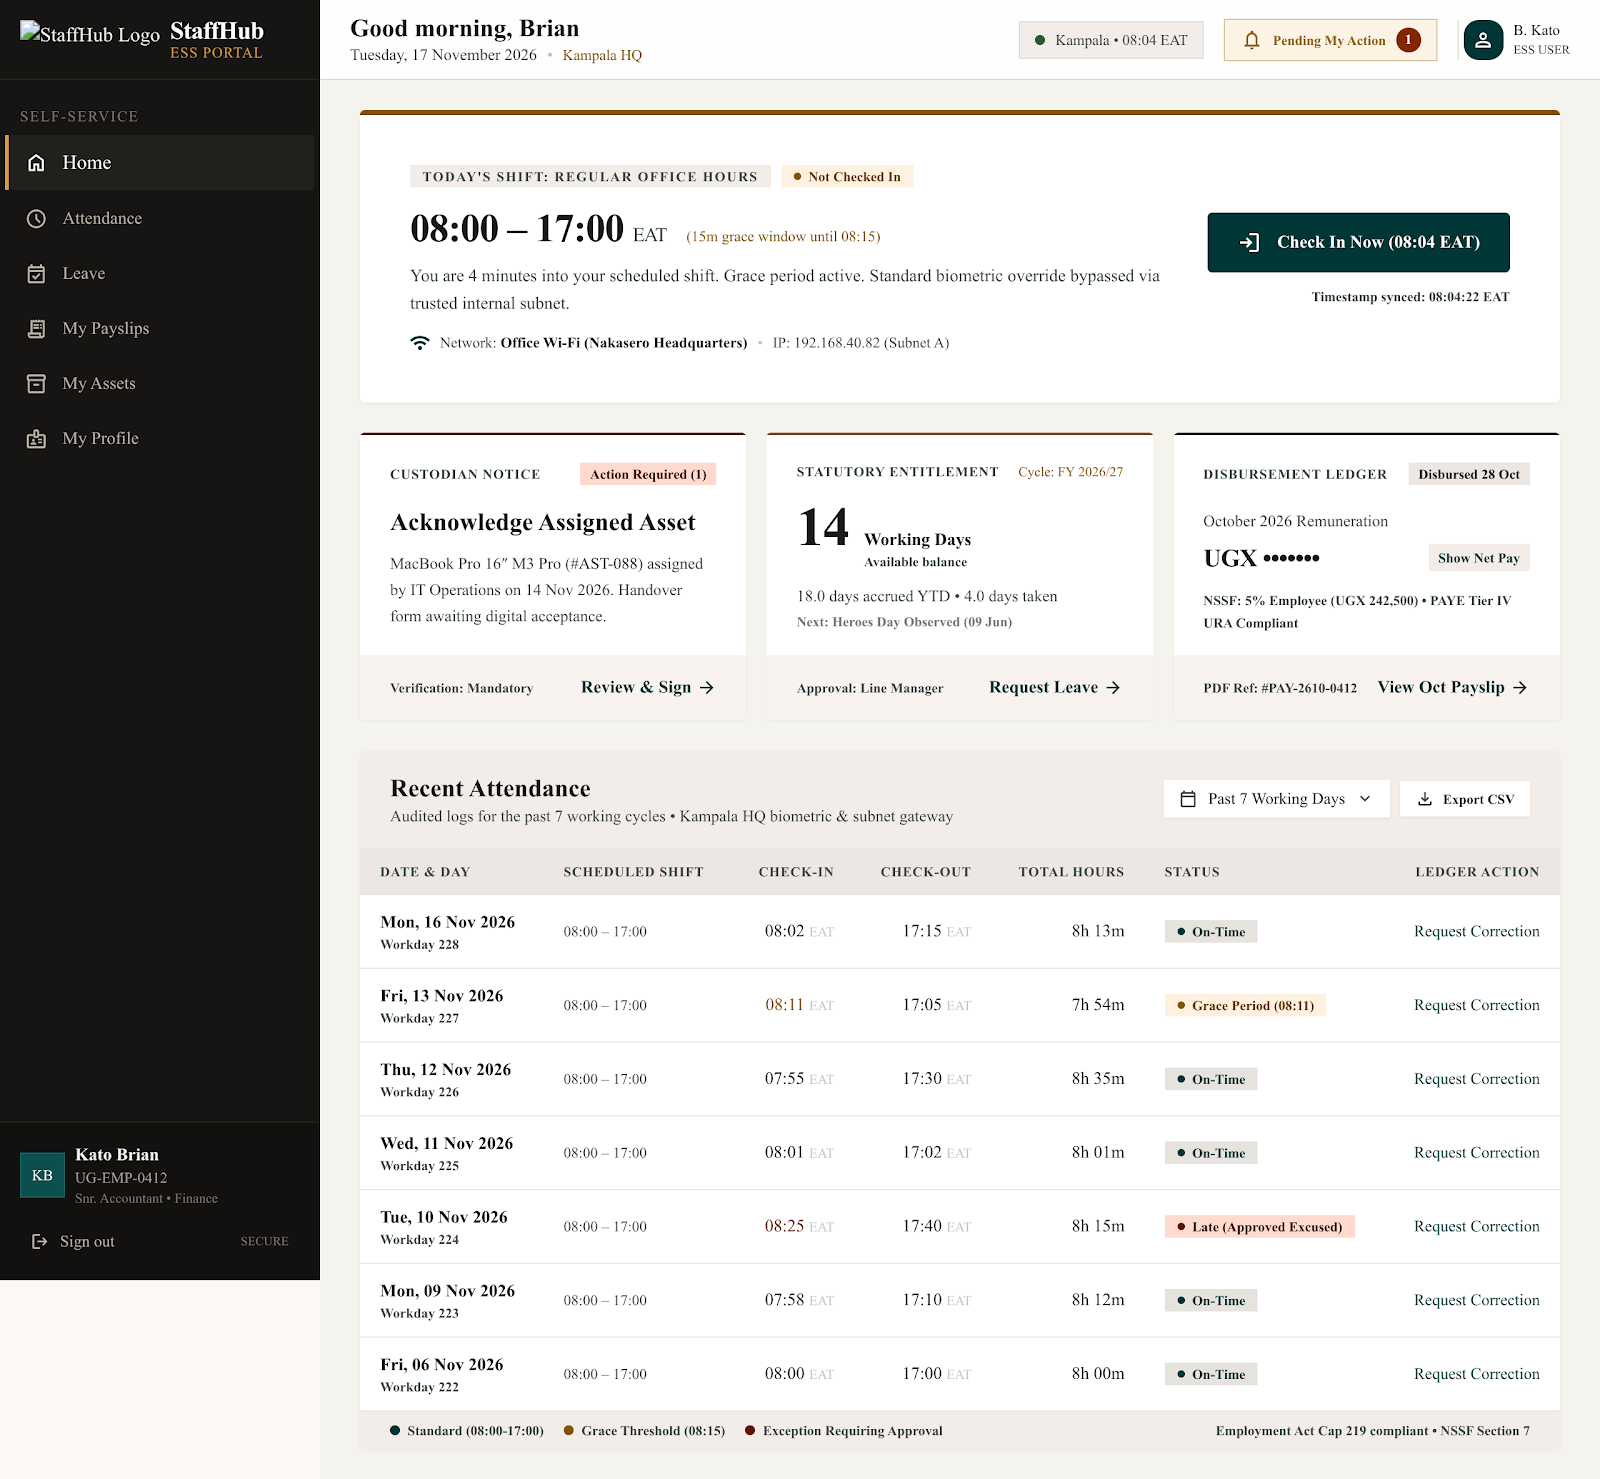 StaffHub Logo
StaffHub
ESS PORTAL
SELF-SERVICE
Home
Attendance
Leave
My Payslips
My Assets
My Profile
KB
Kato Brian
UG-EMP-0412
Snr. Accountant • Finance
Sign out
SECURE
Good morning, Brian
Tuesday, 17 November 2026 • Kampala HQ
Kampala • 08:04 EAT
Pending My Action 1
B. Kato
ESS USER
TODAY'S SHIFT: REGULAR OFFICE HOURS
Not Checked In
08:00 – 17:00 EAT (15m grace window until 08:15)
You are 4 minutes into your scheduled shift. Grace period active. Standard biometric override bypassed via
trusted internal subnet.
Network: Office Wi-Fi (Nakasero Headquarters) • IP: 192.168.40.82 (Subnet A)
Check In Now (08:04 EAT)
Timestamp synced: 08:04:22 EAT
CUSTODIAN NOTICE
Action Required (1)
Acknowledge Assigned Asset
MacBook Pro 16″ M3 Pro (#AST-088) assigned
by IT Operations on 14 Nov 2026. Handover
form awaiting digital acceptance.
Verification: Mandatory
Review & Sign →
STATUTORY ENTITLEMENT
Cycle: FY 2026/27
14
Working Days
Available balance
18.0 days accrued YTD • 4.0 days taken
Next: Heroes Day Observed (09 Jun)
Approval: Line Manager
Request Leave →
DISBURSEMENT LEDGER
Disbursed 28 Oct
October 2026 Remuneration
UGX •••••••
Show Net Pay
NSSF: 5% Employee (UGX 242,500) • PAYE Tier IV
URA Compliant
PDF Ref: #PAY-2610-0412
View Oct Payslip →
Recent Attendance
Audited logs for the past 7 working cycles • Kampala HQ biometric & subnet gateway
Past 7 Working Days
Export CSV
DATE & DAY SCHEDULED SHIFT CHECK-IN CHECK-OUT TOTAL HOURS STATUS LEDGER ACTION
Mon, 16 Nov 2026
Workday 228
08:00 – 17:00 08:02 EAT 17:15 EAT 8h 13m On-Time Request Correction
Fri, 13 Nov 2026
Workday 227
08:00 – 17:00 08:11 EAT 17:05 EAT 7h 54m Grace Period (08:11) Request Correction
Thu, 12 Nov 2026
Workday 226
08:00 – 17:00 07:55 EAT 17:30 EAT 8h 35m On-Time Request Correction
Wed, 11 Nov 2026
Workday 225
08:00 – 17:00 08:01 EAT 17:02 EAT 8h 01m On-Time Request Correction
Tue, 10 Nov 2026
Workday 224
08:00 – 17:00 08:25 EAT 17:40 EAT 8h 15m Late (Approved Excused) Request Correction
Mon, 09 Nov 2026
Workday 223
08:00 – 17:00 07:58 EAT 17:10 EAT 8h 12m On-Time Request Correction
Fri, 06 Nov 2026
Workday 222
08:00 – 17:00 08:00 EAT 17:00 EAT 8h 00m On-Time Request Correction
Standard (08:00-17:00) Grace Threshold (08:15) Exception Requiring Approval
Employment Act Cap 219 compliant • NSSF Section 7